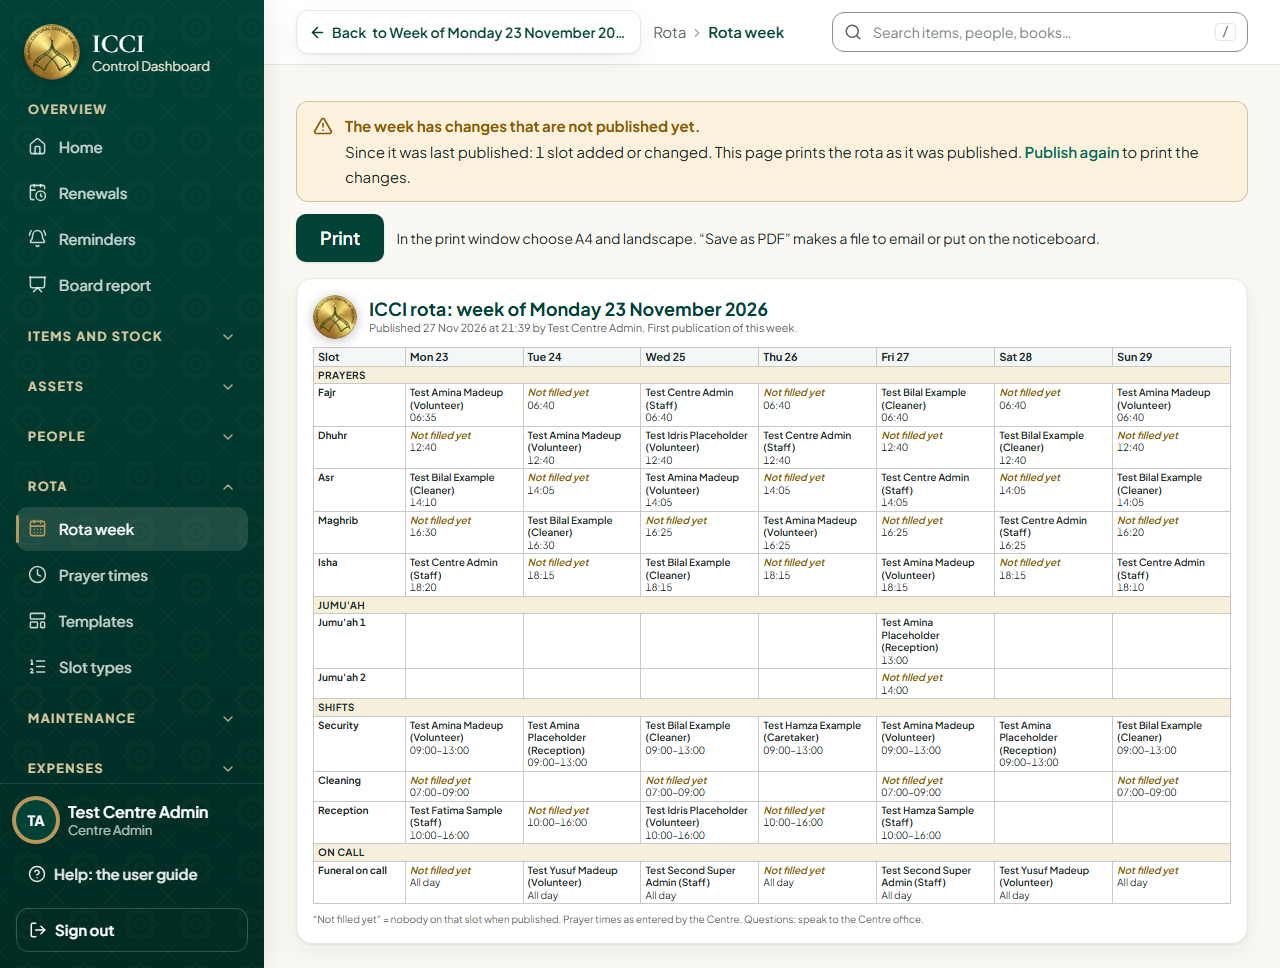 ICCI
Control Dashboard
OVERVIEW
Home
Renewals
Reminders
Board report
ITEMS AND STOCK
ASSETS
PEOPLE
ROTA
Rota week
Prayer times
Templates
Slot types
MAINTENANCE
EXPENSES
TA
Test Centre Admin
Centre Admin
Help: the user guide
Sign out
Back to Week of Monday 23 November 20...
Rota > Rota week
Search items, people, books...
/
The week has changes that are not published yet.
Since it was last published: 1 slot added or changed. This page prints the rota as it was published. Publish again to print the
changes.
Print
In the print window choose A4 and landscape. “Save as PDF” makes a file to email or put on the noticeboard.
ICCI rota: week of Monday 23 November 2026
Published 27 Nov 2026 at 21:39 by Test Centre Admin. First publication of this week.
Slot Mon 23 Tue 24 Wed 25 Thu 26 Fri 27 Sat 28 Sun 29
PRAYERS
Fajr Test Amina Madeup Not filled yet Test Centre Admin Not filled yet Test Bilal Example Not filled yet Test Amina Madeup
(Volunteer) 06:40 (Staff) 06:40 (Cleaner) 06:40 (Volunteer)
06:35 06:40 06:40 06:40
Dhuhr Not filled yet Test Amina Madeup Test Idris Placeholder Test Centre Admin Not filled yet Test Bilal Example Not filled yet
12:40 (Volunteer) (Volunteer) (Staff) 12:40 (Cleaner) 12:40
12:40 12:40 12:40 12:40
Asr Test Bilal Example Not filled yet Test Amina Madeup Not filled yet Test Centre Admin Not filled yet Test Bilal Example
(Cleaner) 14:05 (Volunteer) 14:05 (Staff) 14:05 (Cleaner)
14:10 14:05 14:05 14:05
Maghrib Not filled yet Test Bilal Example Not filled yet Test Amina Madeup Not filled yet Test Centre Admin Not filled yet
16:30 (Cleaner) 16:25 (Volunteer) 16:25 (Staff) 16:20
16:30 16:25 16:25
Isha Test Centre Admin Not filled yet Test Bilal Example Not filled yet Test Amina Madeup Not filled yet Test Centre Admin
(Staff) 18:15 (Cleaner) 18:15 (Volunteer) 18:15 (Staff)
18:20 18:15 18:15 18:10
JUMU'AH
Jumu'ah 1 Test Amina
Placeholder
(Reception)
13:00
Jumu'ah 2 Not filled yet
14:00
SHIFTS
Security Test Amina Madeup Test Amina Test Bilal Example Test Hamza Example Test Amina Madeup Test Amina Test Bilal Example
(Volunteer) Placeholder (Cleaner) (Caretaker) (Volunteer) Placeholder (Cleaner)
09:00–13:00 (Reception) 09:00–13:00 09:00–13:00 09:00–13:00 (Reception) 09:00–13:00
09:00–13:00 09:00–13:00
Cleaning Not filled yet Not filled yet Not filled yet Not filled yet
07:00–09:00 07:00–09:00 07:00–09:00 07:00–09:00
Reception Test Fatima Sample Not filled yet Test Idris Placeholder Not filled yet Test Hamza Sample
(Staff) 10:00–16:00 (Volunteer) 10:00–16:00 (Staff)
10:00–16:00 10:00–16:00 10:00–16:00
ON CALL
Funeral on call Not filled yet Test Yusuf Madeup Test Second Super Not filled yet Test Second Super Test Yusuf Madeup Not filled yet
All day (Volunteer) Admin (Staff) All day Admin (Staff) (Volunteer) All day
All day All day All day All day
“Not filled yet” = nobody on that slot when published. Prayer times as entered by the Centre. Questions: speak to the Centre office.